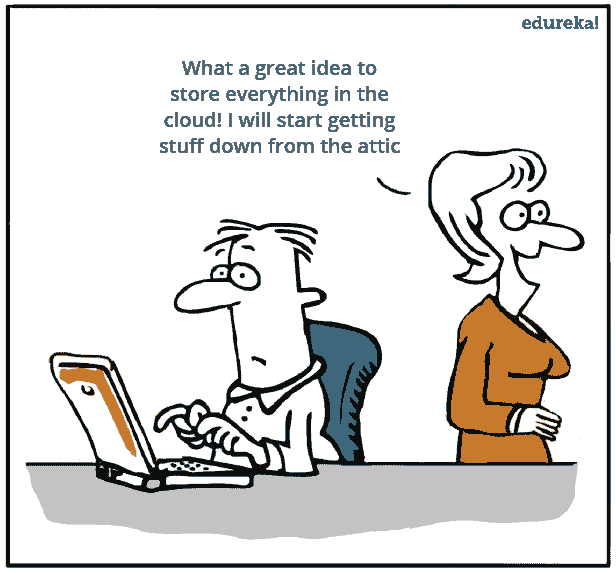 edureka!
What a great idea to
store everything in the
cloud! I will start getting
stuff down from the attic